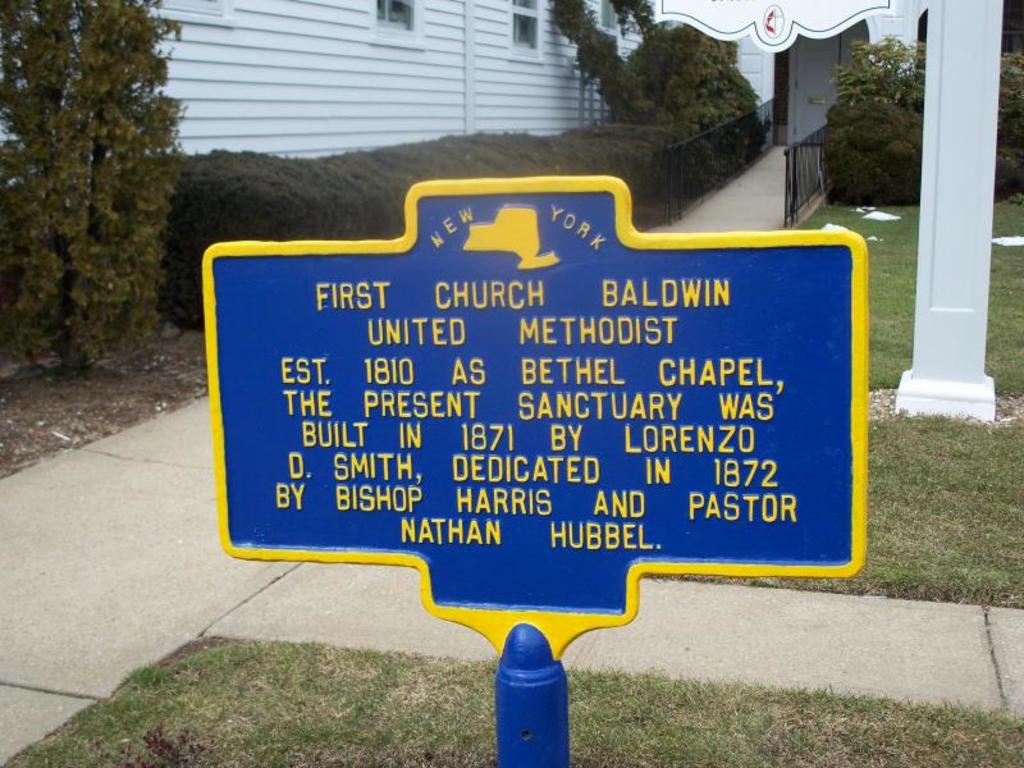 NEW YORK
FIRST CHURCH BALDWIN
UNITED METHODIST
EST. 1810 AS BETHEL CHAPEL,
THE PRESENT SANCTUARY WAS
BUILT IN 1871 BY LORENZO
D. SMITH, DEDICATED IN 1872
BY BISHOP HARRIS AND PASTOR
NATHAN HUBBEL.